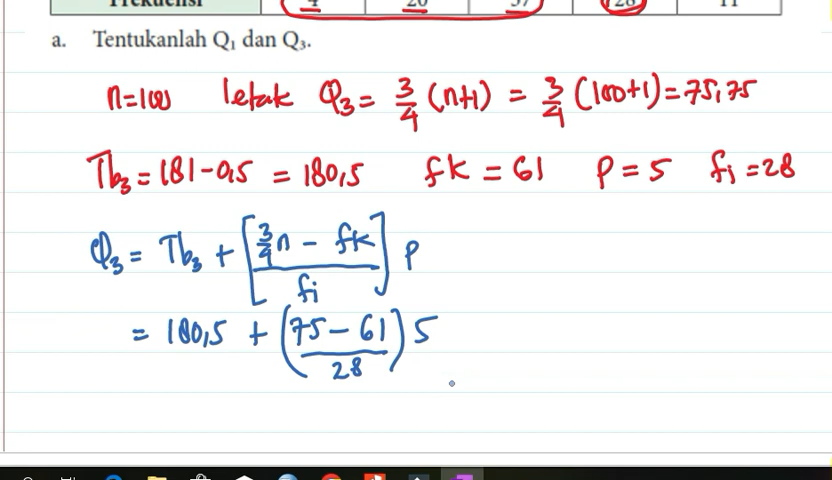 Frekuensi 4 20 37 28 11
a. Tentukanlah Q₁ dan Q₃.
n=100 letak Q₃ = 3/4 (n+1) = 3/4 (100+1) = 75,75
Tb₃ = 181 - 0,5 = 180,5 fk = 61 p = 5 fi = 28
Q₃ = Tb₃ + [3/4 n - fk / fi] p
= 180,5 + (75 - 61 / 28) 5